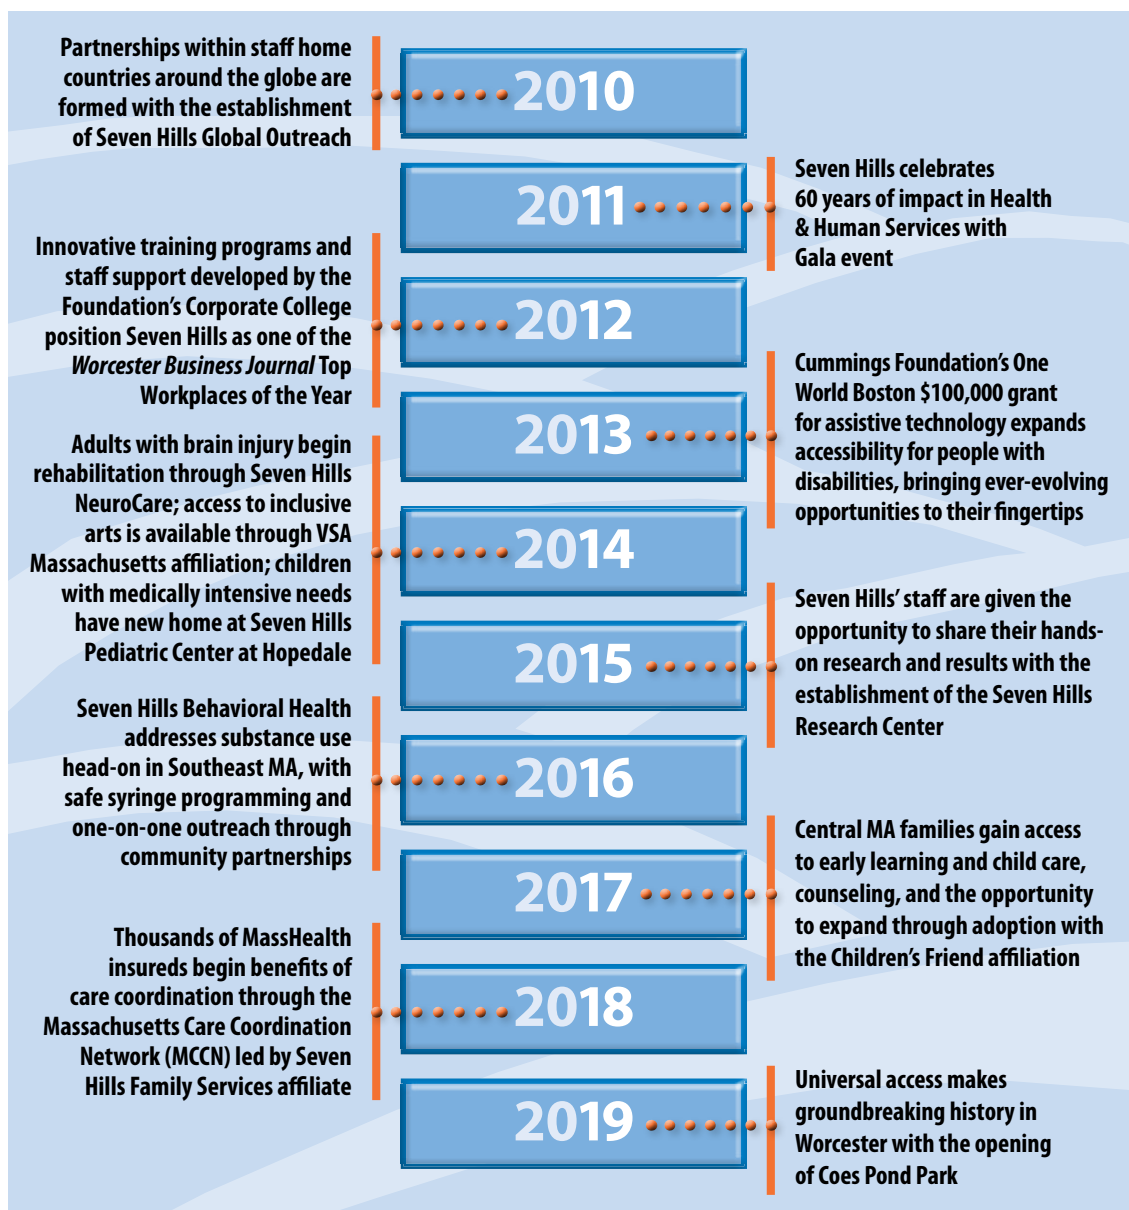 Partnerships within staff home
countries around the globe are
formed with the establishment
of Seven Hills Global Outreach
2010
2011
Seven Hills celebrates
60 years of impact in Health
& Human Services with
Gala event
Innovative training programs and
staff support developed by the
Foundation’s Corporate College
position Seven Hills as one of the
Worcester Business Journal Top
Workplaces of the Year
2012
2013
Cummings Foundation’s One
World Boston $100,000 grant
for assistive technology expands
accessibility for people with
disabilities, bringing ever-evolving
opportunities to their fingertips
Adults with brain injury begin
rehabilitation through Seven Hills
NeuroCare; access to inclusive
arts is available through VSA
Massachusetts affiliation; children
with medically intensive needs
have new home at Seven Hills
Pediatric Center at Hopedale
2014
2015
Seven Hills’ staff are given the
opportunity to share their hands-
on research and results with the
establishment of the Seven Hills
Research Center
Seven Hills Behavioral Health
addresses substance use
head-on in Southeast MA, with
safe syringe programming and
one-on-one outreach through
community partnerships
2016
2017
Central MA families gain access
to early learning and child care,
counseling, and the opportunity
to expand through adoption with
the Children’s Friend affiliation
Thousands of MassHealth
insureds begin benefits of
care coordination through the
Massachusetts Care Coordination
Network (MCCN) led by Seven
Hills Family Services affiliate
2018
2019
Universal access makes
groundbreaking history in
Worcester with the opening
of Coes Pond Park